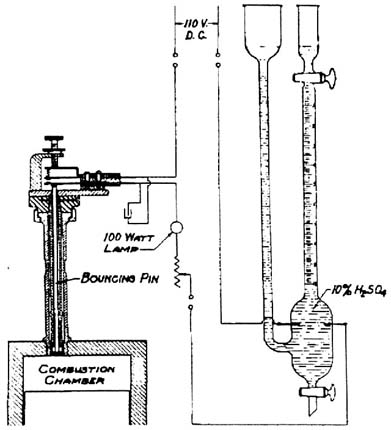 110 V.
D.C.
100 WATT
LAMP
BOUNCING PIN
10% H₂SO₄
COMBUSTION
CHAMBER